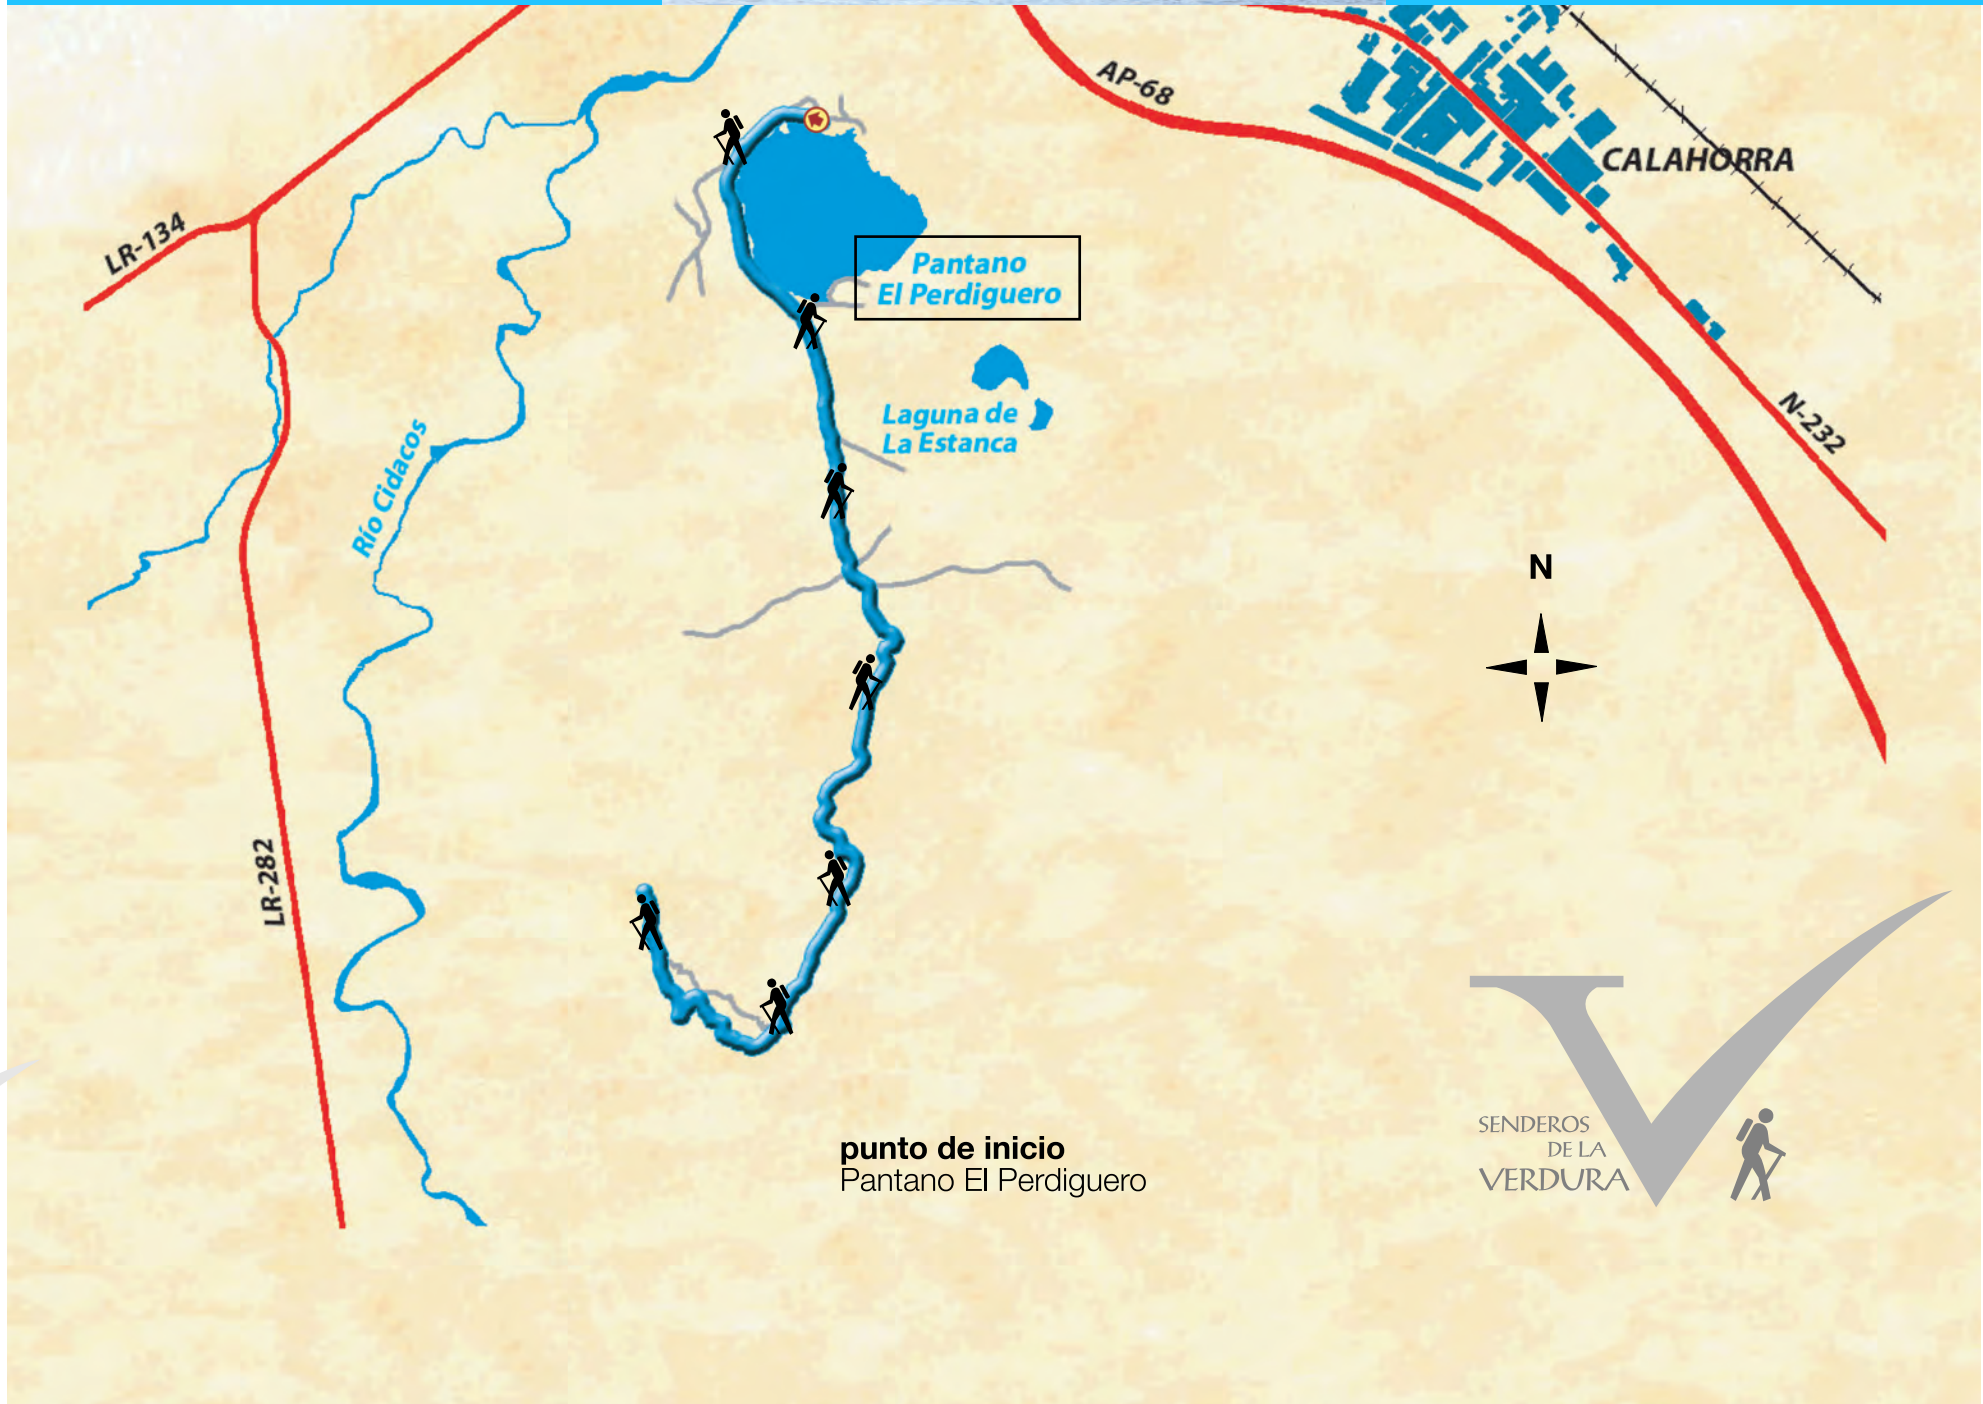 AP-68
CALAHORRA
LR-134
Pantano
El Perdiguero
N-232
Laguna de
La Estanca
Río Cidacos
N
LR-282
punto de inicio
Pantano El Perdiguero
SENDEROS
DE LA
VERDURA
V